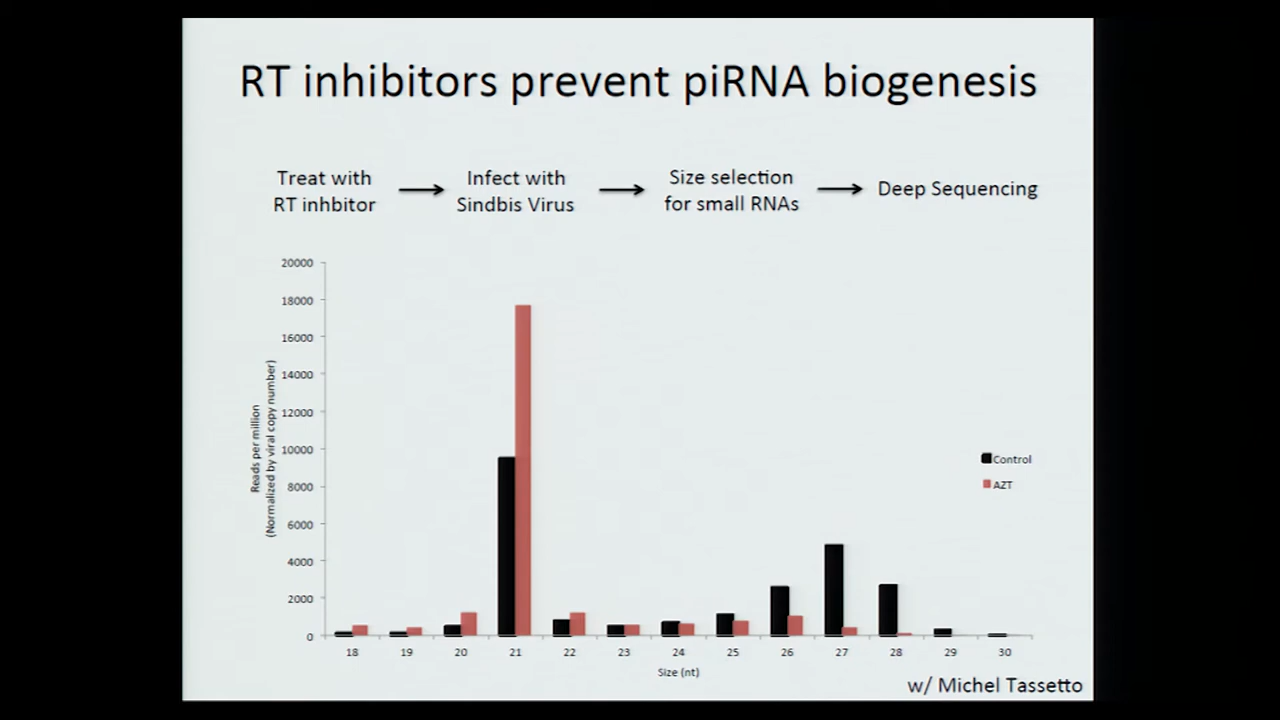 RT inhibitors prevent piRNA biogenesis
Treat with
RT inhbitor
Infect with
Sindbis Virus
Size selection
for small RNAs
Deep Sequencing
20000
18000
16000
14000
12000
10000
8000
6000
4000
2000
0
Reads per million
(Normalized by viral copy number)
Control
AZT
18 19 20 21 22 23 24 25 26 27 28 29 30
Size (nt)
w/ Michel Tassetto